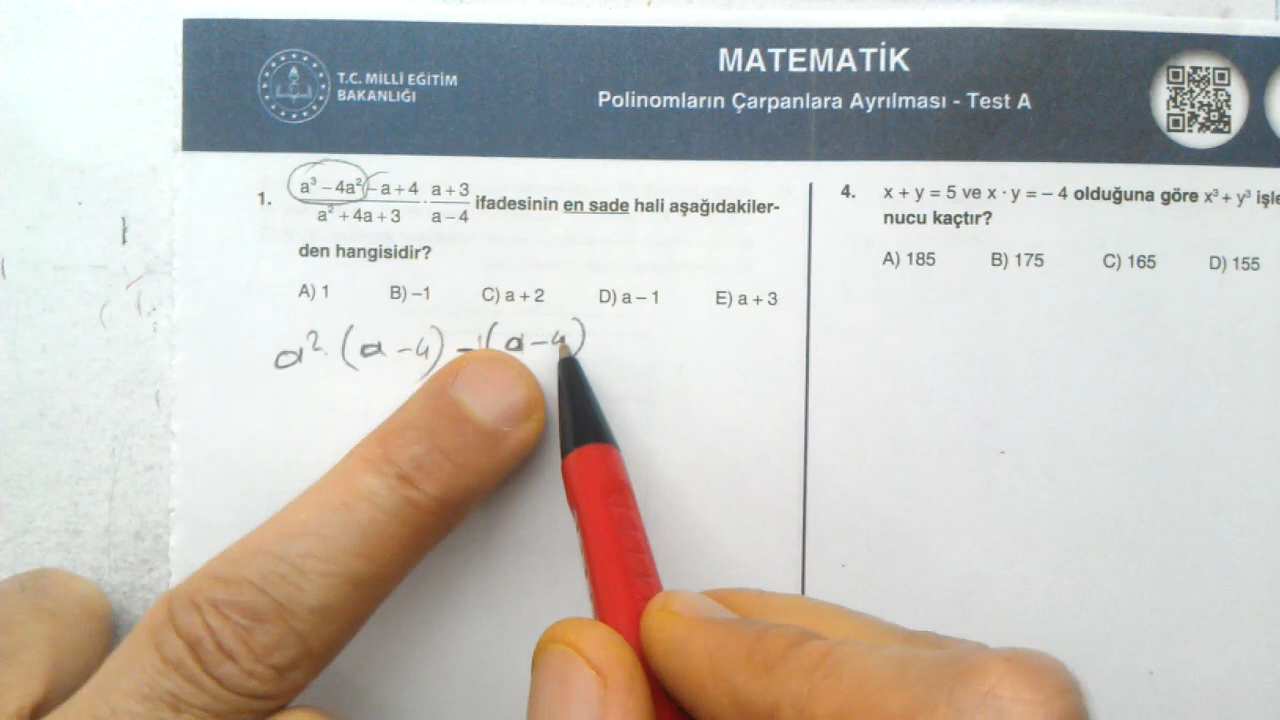 T.C. MİLLÎ EĞİTİM
BAKANLIĞI
MATEMATİK
Polinomların Çarpanlara Ayrılması - Test A
1. a³ – 4a² – a + 4 / a² + 4a + 3 · a + 3 / a – 4 ifadesinin en sade hali aşağıdakiler-
den hangisidir?
A) 1 B) –1 C) a + 2 D) a – 1 E) a + 3
a² · (a – 4) – 1(a – 4)
4. x + y = 5 ve x · y = – 4 olduğuna göre x³ + y³ işle
nucu kaçtır?
A) 185 B) 175 C) 165 D) 155